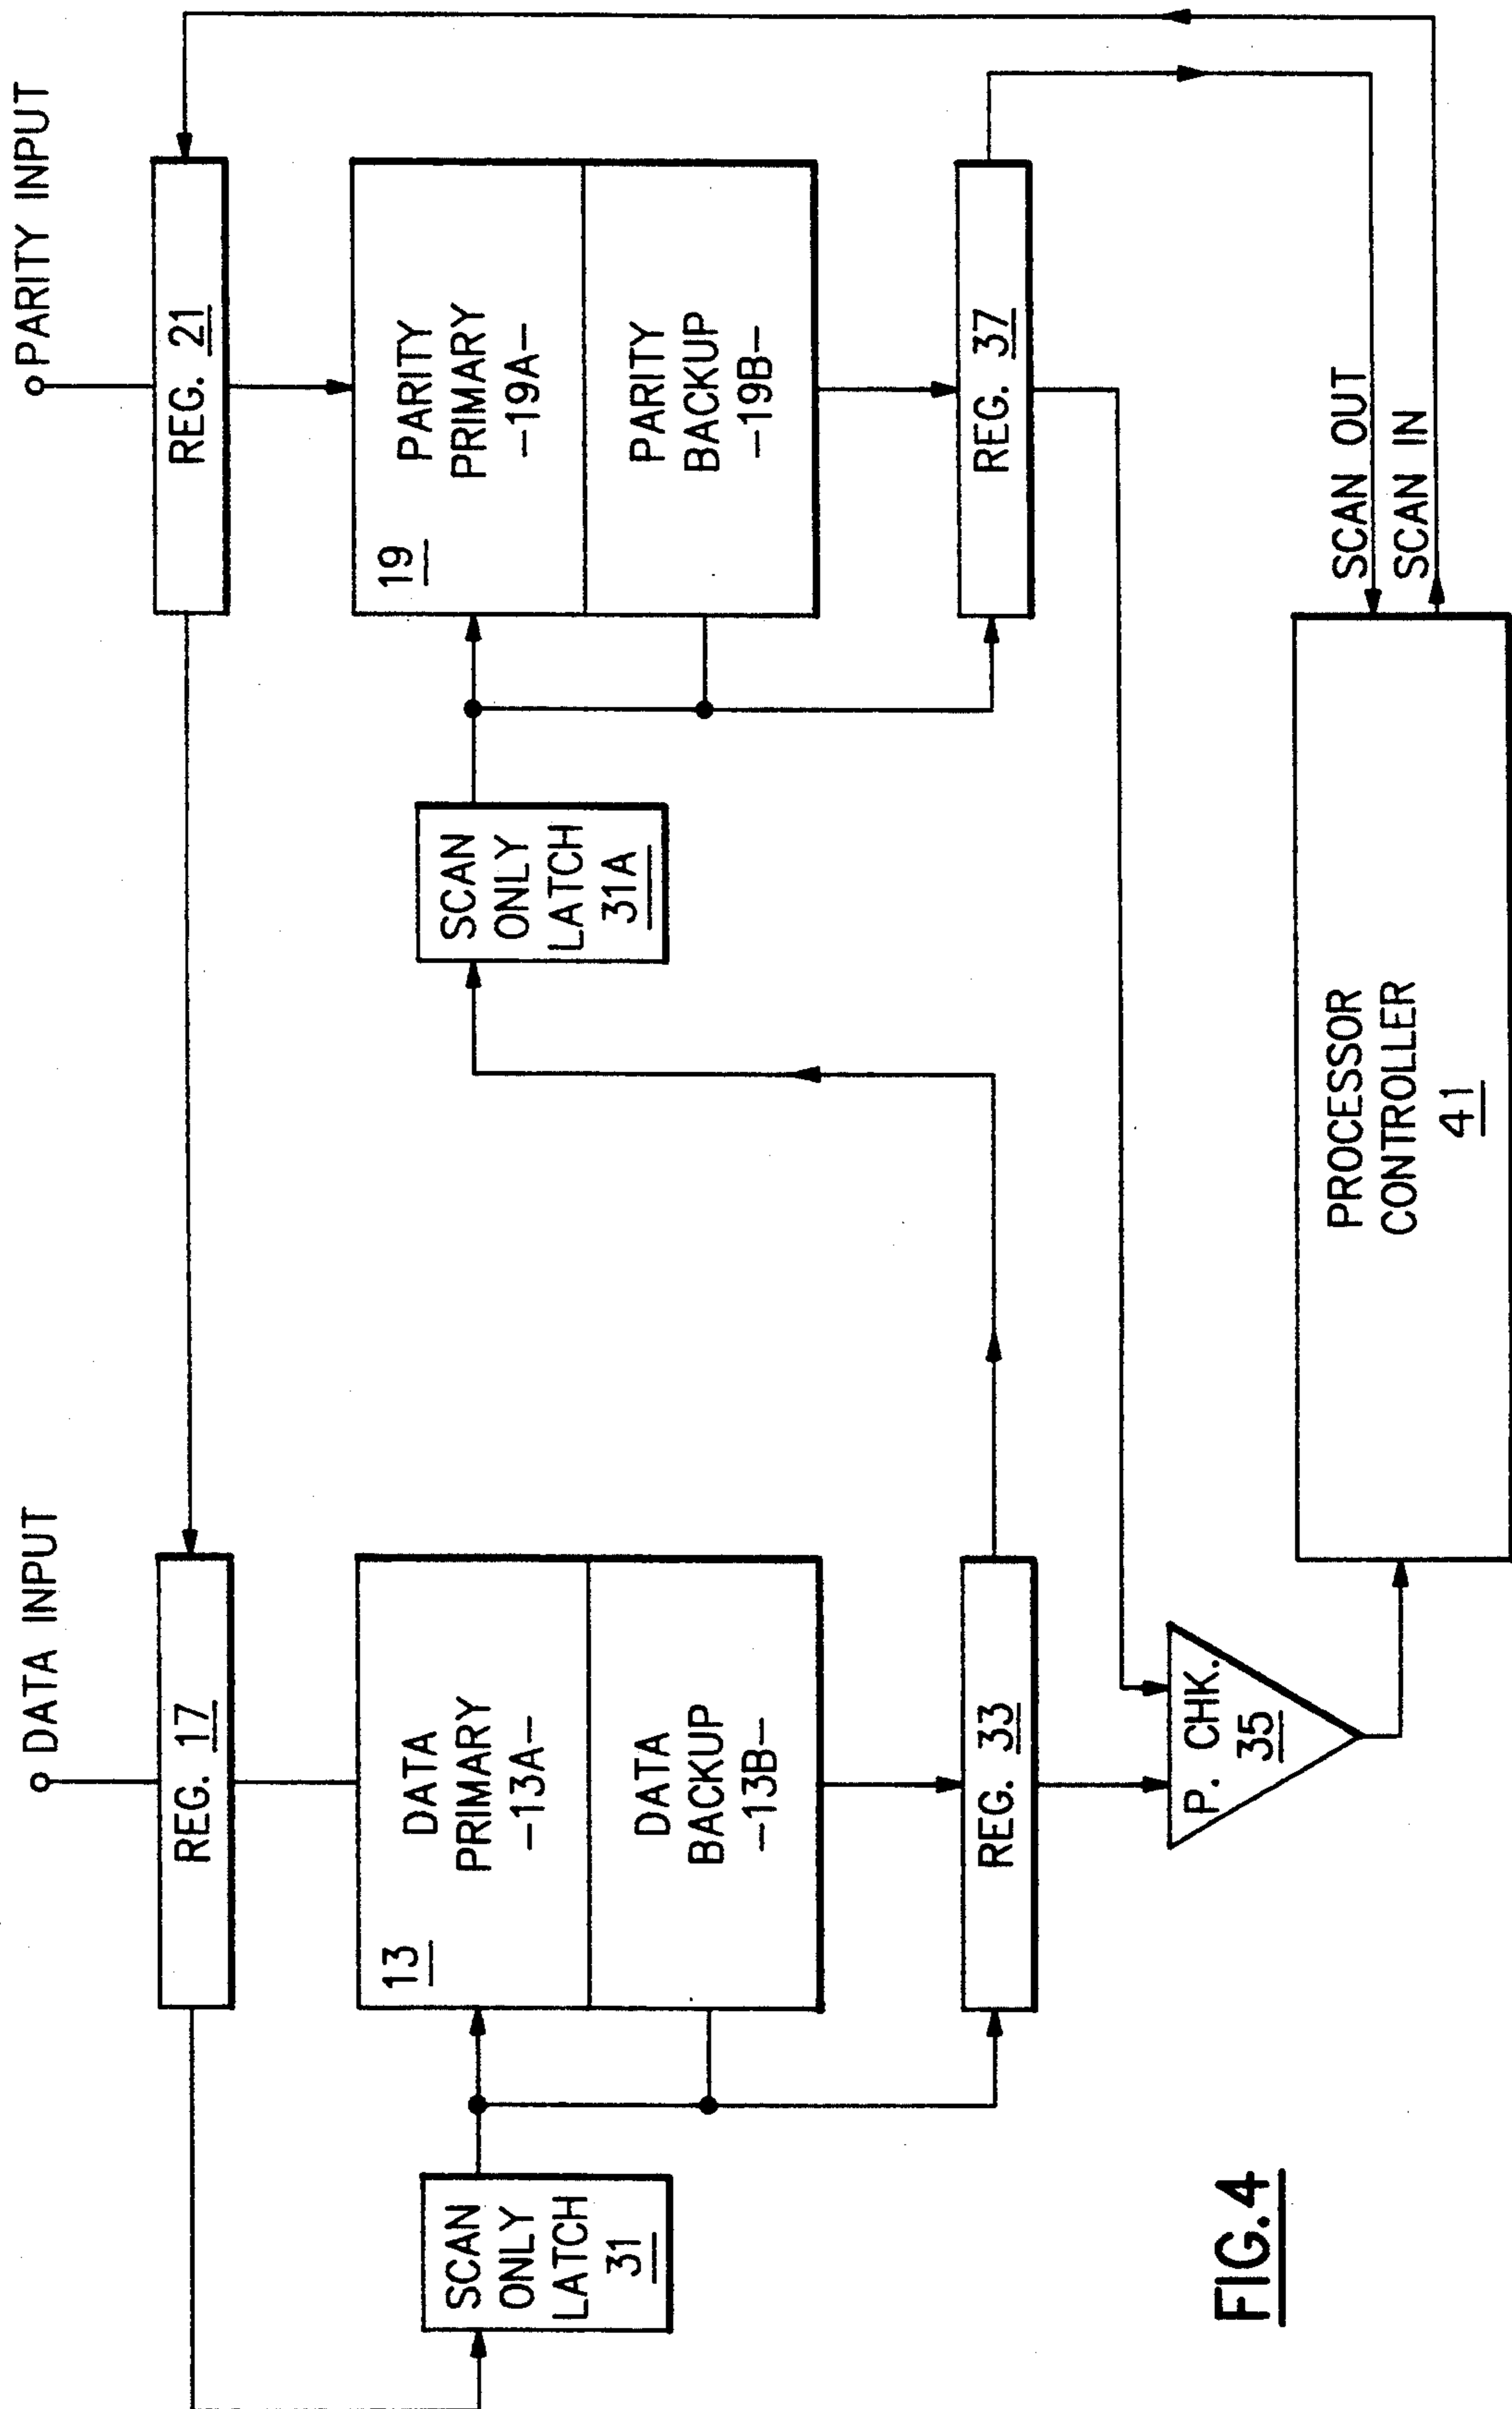 DATA INPUT
PARITY INPUT
REG. 17
REG. 21
13
DATA
PRIMARY
–13A–
DATA
BACKUP
–13B–
19
PARITY
PRIMARY
–19A–
PARITY
BACKUP
–19B–
SCAN
ONLY
LATCH
31
SCAN
ONLY
LATCH
31A
REG. 33
REG. 37
P. CHK.
35
SCAN OUT
SCAN IN
PROCESSOR
CONTROLLER
41
FIG.4